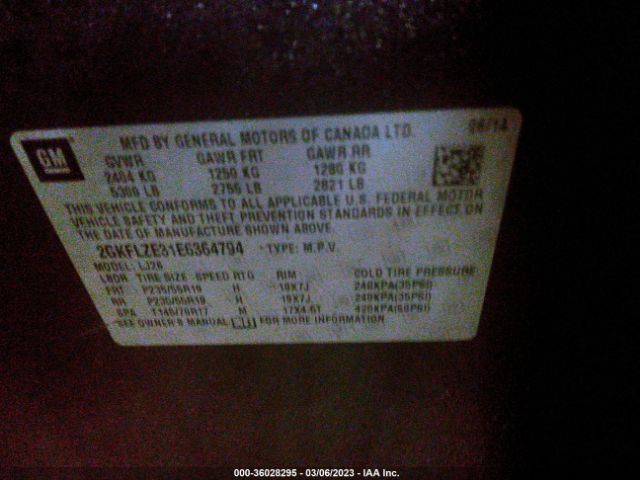 MFD BY GENERAL MOTORS OF CANADA LTD. 06/14
GM
GVWR GAWR FRT GAWR RR
2404 KG 1250 KG 1280 KG
5300 LB 2756 LB 2821 LB
THIS VEHICLE CONFORMS TO ALL APPLICABLE U.S. FEDERAL MOTOR
VEHICLE SAFETY AND THEFT PREVENTION STANDARDS IN EFFECT ON
THE DATE OF MANUFACTURE SHOWN ABOVE.
2GKFLZE31E6364794 TYPE: M.P.V.
MODEL: LJ26
LBDR TIRE SIZE SPEED RTG RIM COLD TIRE PRESSURE
FRT P235/55R19 H 19X7J 240KPA(35PSI)
RR P235/55R19 H 19X7J 240KPA(35PSI)
SPA T145/70R17 M 17X4.5T 420KPA(60PSI)
SEE OWNER'S MANUAL FOR MORE INFORMATION.
000-36028295 - 03/06/2023 - IAA Inc.